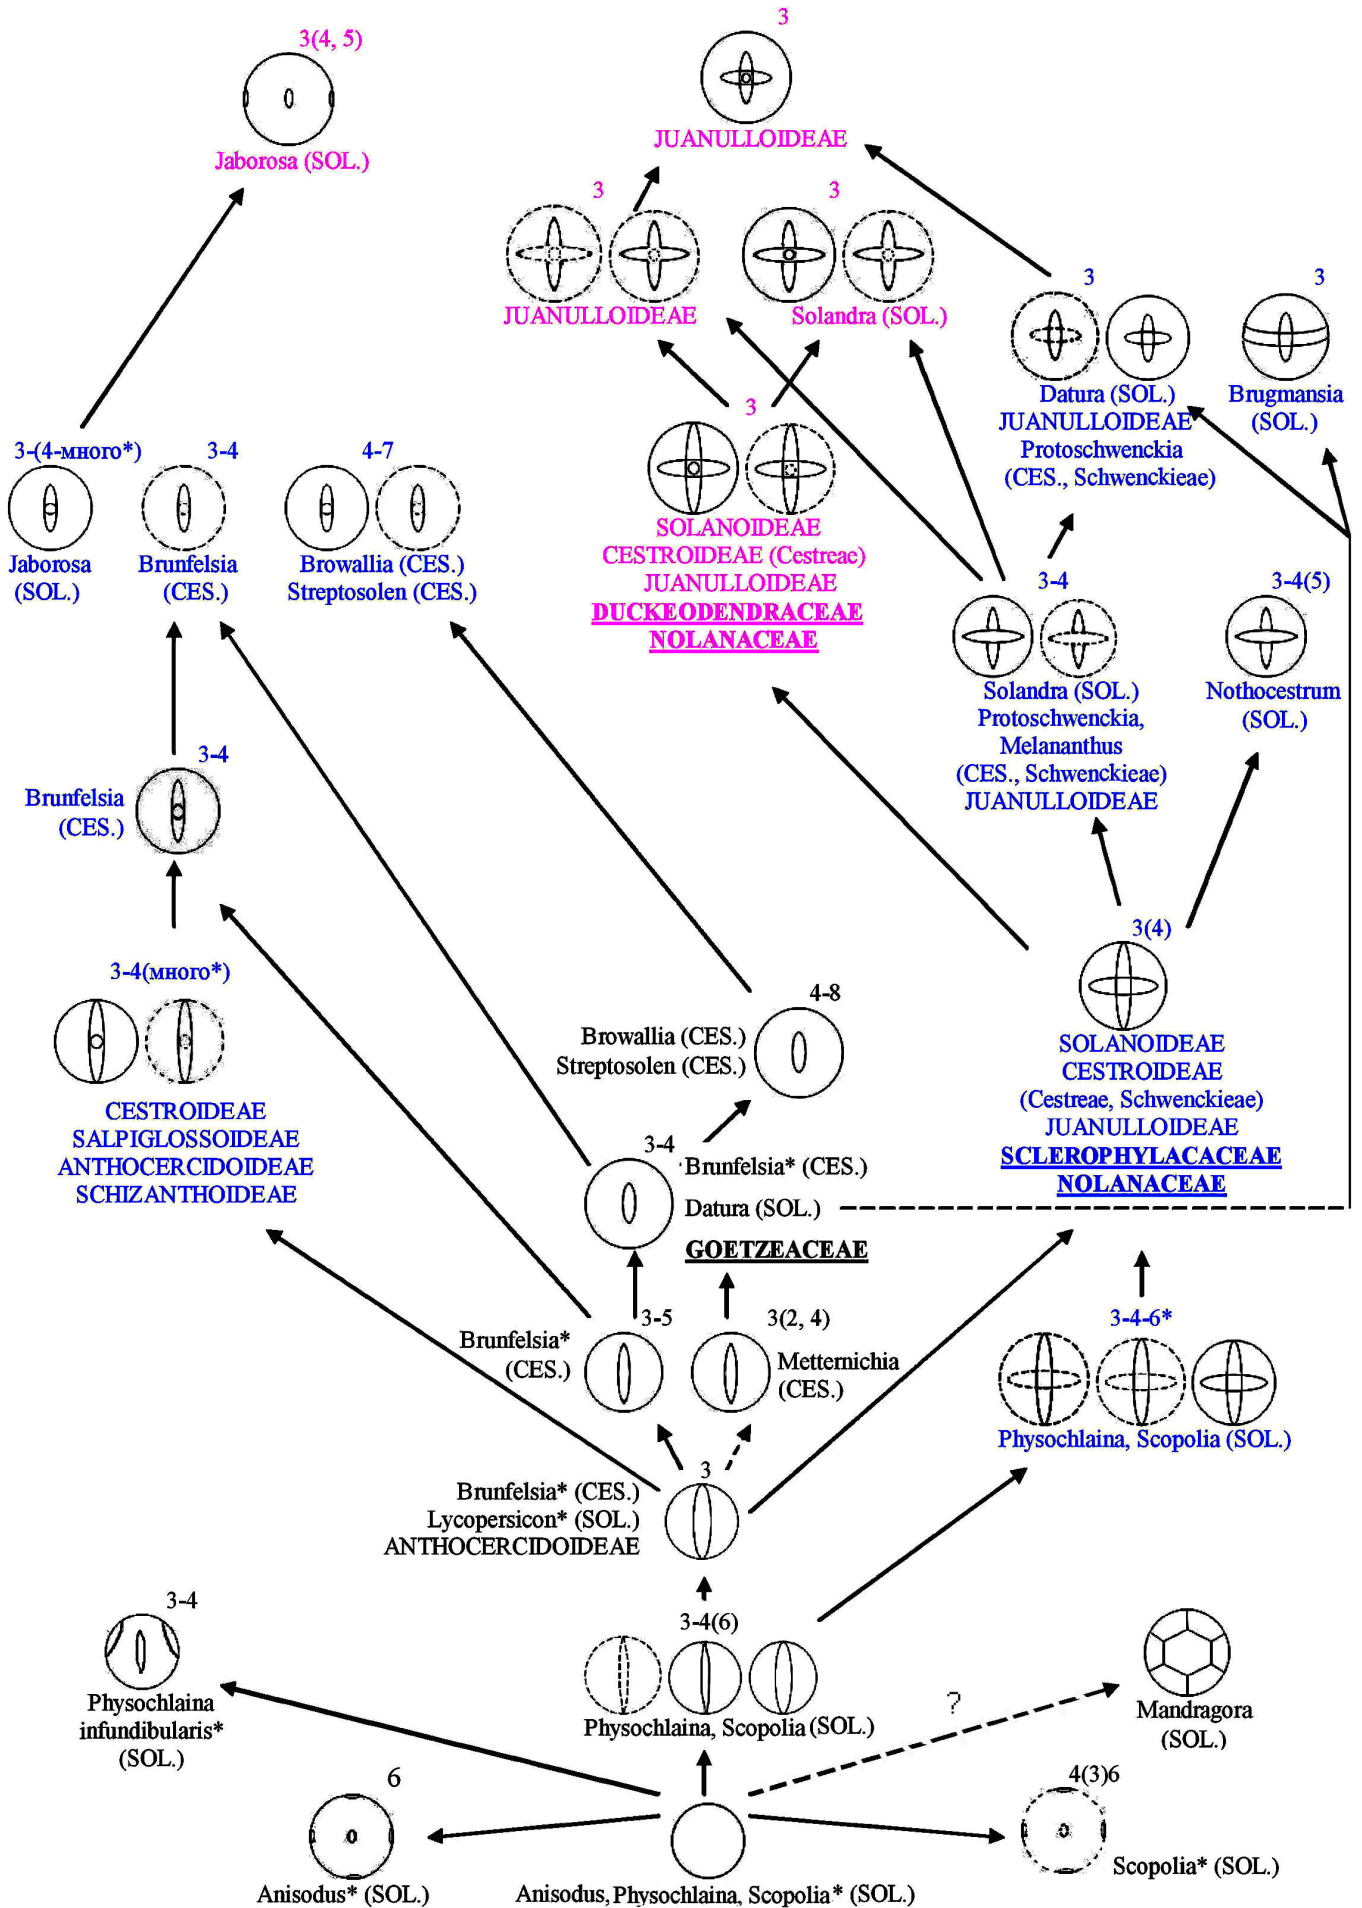 3(4, 5)
Jaborosa (SOL.)
3
JUANULLOIDEAE
3
JUANULLOIDEAE
3
Solandra (SOL.)
3
Datura (SOL.)
JUANULLOIDEAE
Protoschwenckia
(CES., Schwenckieae)
3
Brugmansia
(SOL.)
3-(4-много*)
Jaborosa
(SOL.)
3-4
Brunfelsia
(CES.)
4-7
Browallia (CES.)
Streptosolen (CES.)
3
SOLANOIDEAE
CESTROIDEAE (Cestreae)
JUANULLOIDEAE
DUCKEODENDRACEAE
NOLANACEAE
3-4
Solandra (SOL.)
Protoschwenckia,
Melananthus
(CES., Schwenckieae)
JUANULLOIDEAE
3-4(5)
Nothocestrum
(SOL.)
3-4
Brunfelsia
(CES.)
3-4(много*)
CESTROIDEAE
SALPIGLOSSOIDEAE
ANTHOCERCIDOIDEAE
SCHIZANTHOIDEAE
4-8
Browallia (CES.)
Streptosolen (CES.)
3(4)
SOLANOIDEAE
CESTROIDEAE
(Cestreae, Schwenckieae)
JUANULLOIDEAE
SCLEROPHYLACACEAE
NOLANACEAE
3-4
Brunfelsia* (CES.)
Datura (SOL.)
GOETZEACEAE
3-5
Brunfelsia*
(CES.)
3(2, 4)
Metternichia
(CES.)
3-4-6*
Physochlaina, Scopolia (SOL.)
3
Brunfelsia* (CES.)
Lycopersicon* (SOL.)
ANTHOCERCIDOIDEAE
3-4
Physochlaina
infundibularis*
(SOL.)
3-4(6)
Physochlaina, Scopolia (SOL.)
?
Mandragora
(SOL.)
6
Anisodus* (SOL.)
Anisodus, Physochlaina, Scopolia* (SOL.)
4(3)6
Scopolia* (SOL.)